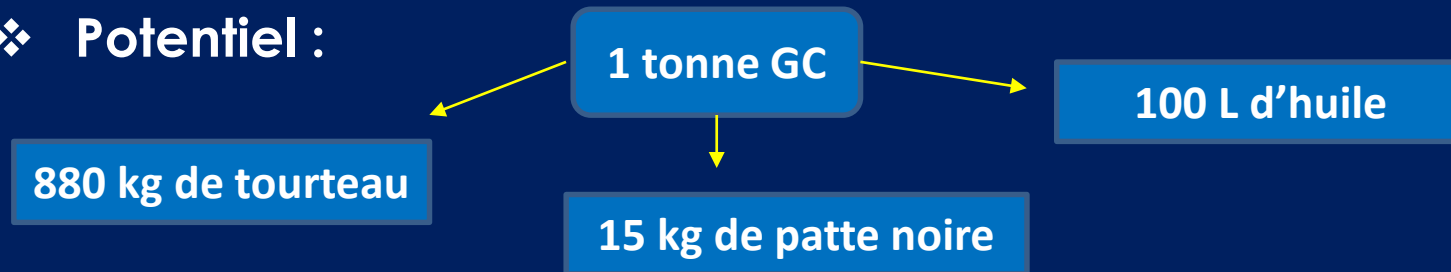 ❖ Potentiel :
1 tonne GC
100 L d’huile
880 kg de tourteau
15 kg de patte noire